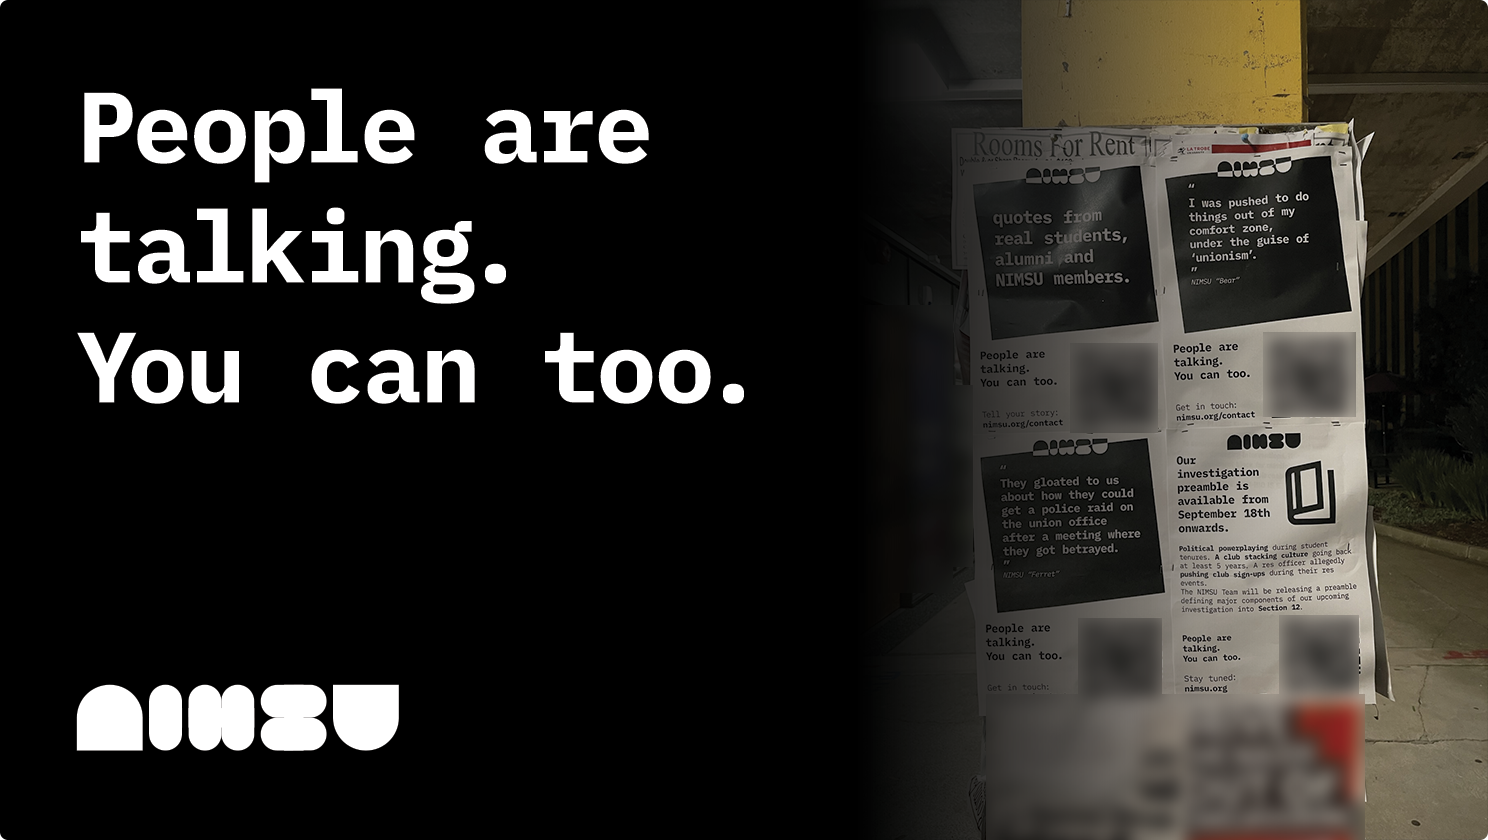 People are
talking.
You can too.
NIMSU
Rooms For Rent
LA TROBE
NIMSU
quotes from
real students,
alumni and
NIMSU members.
People are
talking.
You can too.
Tell your story:
nimsu.org/contact
NIMSU
“
I was pushed to do
things out of my
comfort zone,
under the guise of
‘unionism’.
”
NIMSU “Bear”
People are
talking.
You can too.
Get in touch:
nimsu.org/contact
NIMSU
“
They gloated to us
about how they could
get a police raid on
the union office
after a meeting where
they got betrayed.
”
NIMSU “Ferret”
People are
talking.
You can too.
Get in touch:
NIMSU
Our
investigation
preamble is
available from
September 18th
onwards.
Political powerplaying during student
tenures. A club stacking culture going back
at least 5 years. A res officer allegedly
pushing club sign-ups during their res
events.
The NIMSU Team will be releasing a preamble
defining major components of our upcoming
investigation into Section 12.
People are
talking.
You can too.
Stay tuned:
nimsu.org